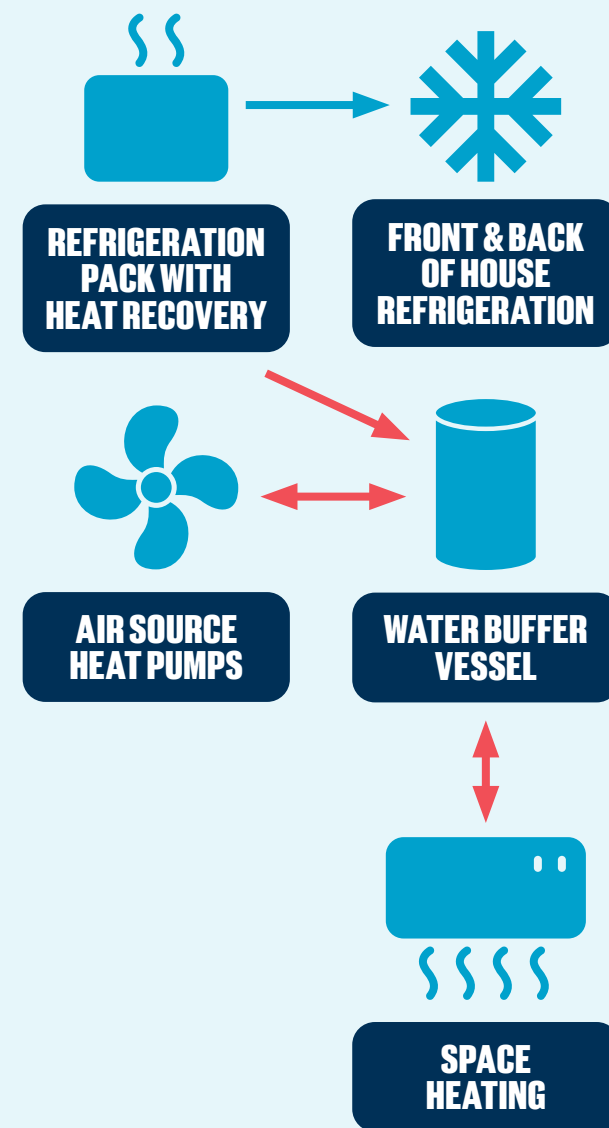 REFRIGERATION
PACK WITH
HEAT RECOVERY
FRONT & BACK
OF HOUSE
REFRIGERATION
AIR SOURCE
HEAT PUMPS
WATER BUFFER
VESSEL
SPACE
HEATING